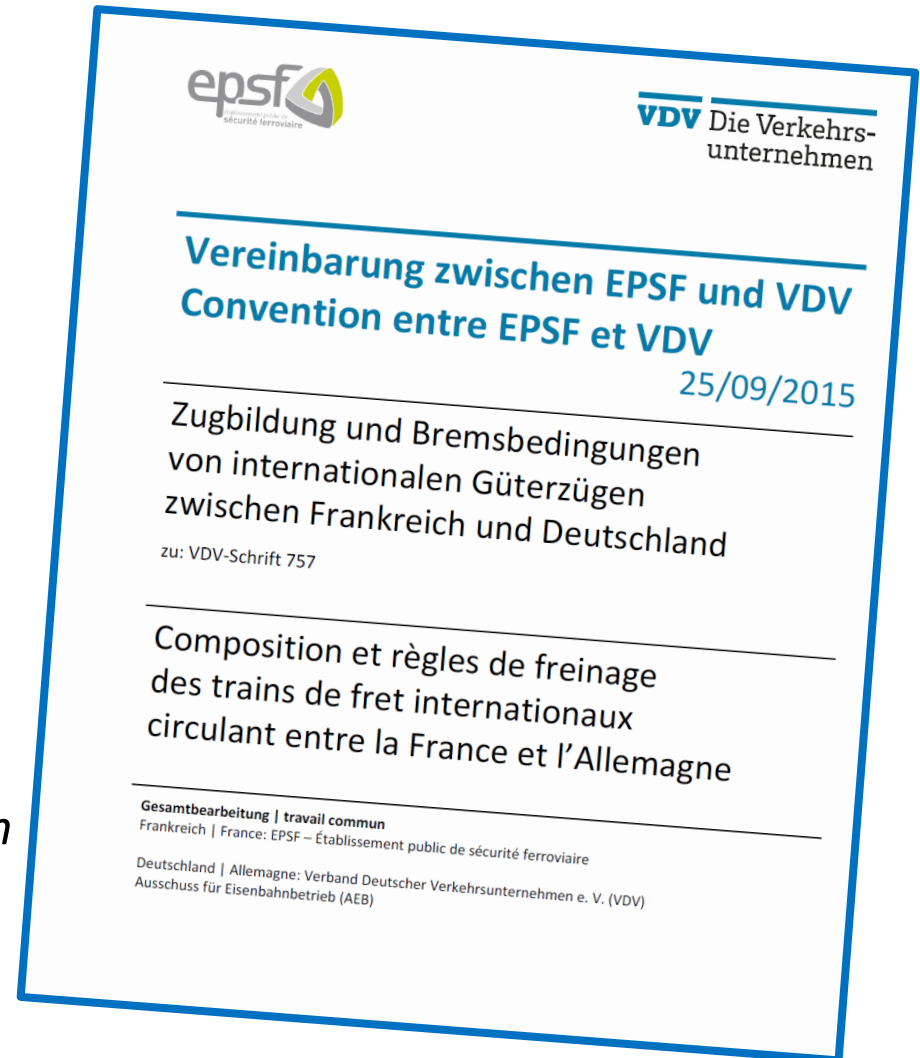 epsf
établissement public de
sécurité ferroviaire
VDV Die Verkehrs-
unternehmen
Vereinbarung zwischen EPSF und VDV
Convention entre EPSF et VDV
25/09/2015
Zugbildung und Bremsbedingungen
von internationalen Güterzügen
zwischen Frankreich und Deutschland
zu: VDV-Schrift 757
Composition et règles de freinage
des trains de fret internationaux
circulant entre la France et l’Allemagne
Gesamtbearbeitung | travail commun
Frankreich | France: EPSF – Établissement public de sécurité ferroviaire
Deutschland | Allemagne: Verband Deutscher Verkehrsunternehmen e. V. (VDV)
Ausschuss für Eisenbahnbetrieb (AEB)
n